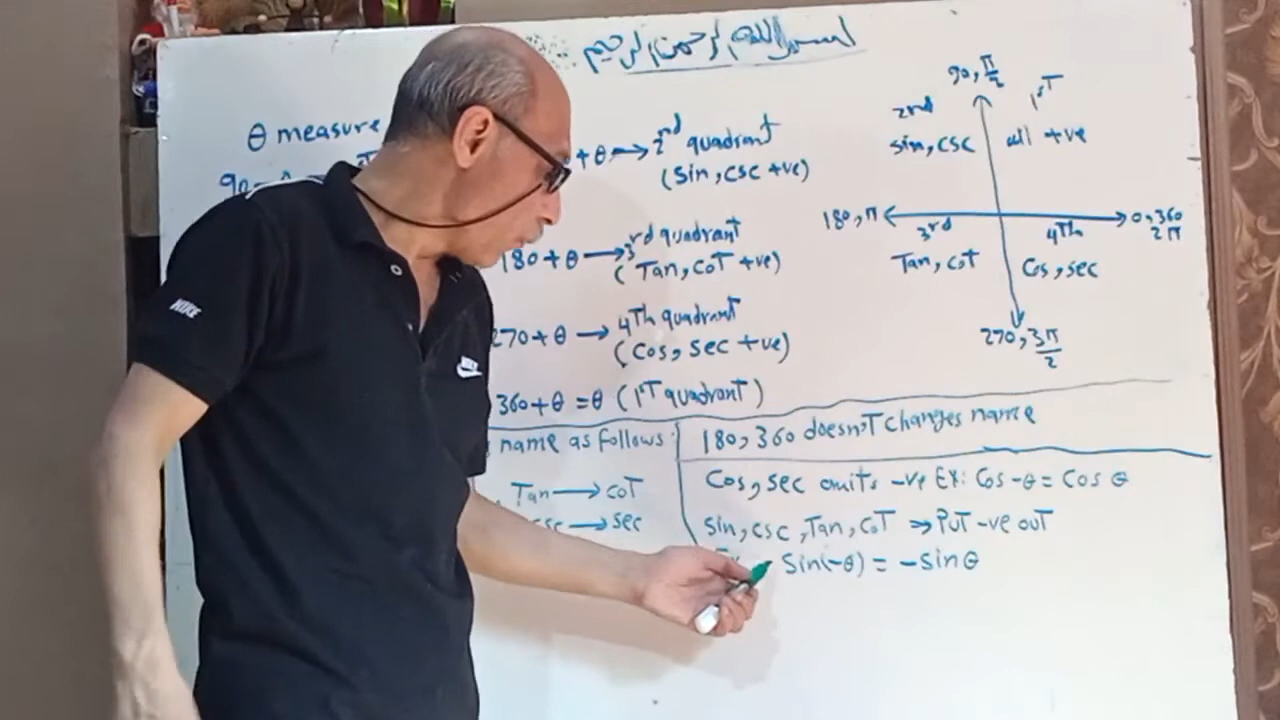 بسم الله الرحمن الرحيم
θ measure
90
+ θ → 2nd quadrant
(Sin, csc +ve)
180 + θ → 3rd quadrant
(Tan, coT +ve)
270 + θ → 4Th quadrant
(Cos, sec +ve)
360 + θ = θ (1sT quadrant)
90, π/2
2nd
1sT
sin, csc
all +ve
180, π
0, 360
2π
3rd
4Th
Tan, coT
Cos, sec
270, 3π/2
name as follows:
Tan → coT
csc → sec
180, 360 doesn'T changes name
Cos, sec omits -ve EX: Cos -θ = Cos θ
Sin, csc, Tan, coT ⇒ PuT -ve ouT
Sin(-θ) = -Sin θ
NIKE